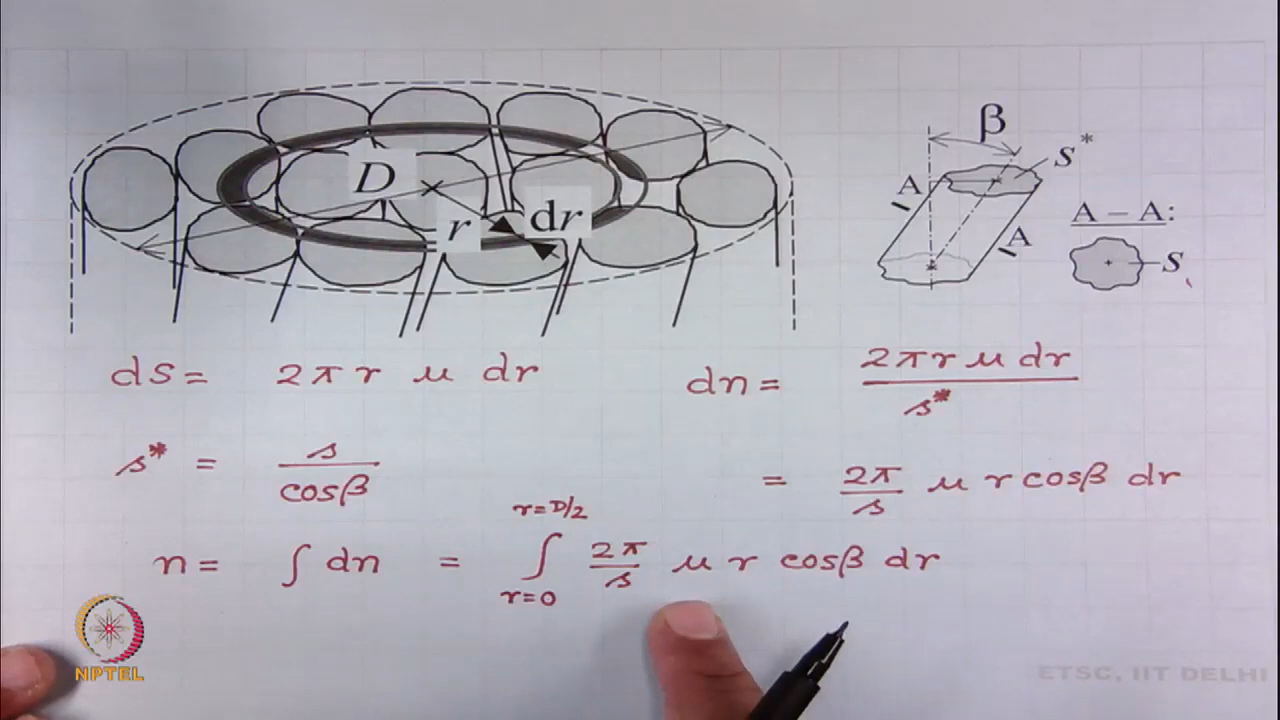 D
r
dr
β
s*
A
A
A – A:
s
dS = 2πr μ dr
dn = 2πr μ dr / s*
s* = s / cosβ
= 2π/s μ r cosβ dr
n = ∫ dn = ∫ r=0 r=D/2 2π/s μ r cosβ dr
NPTEL
ETSC, IIT DELHI